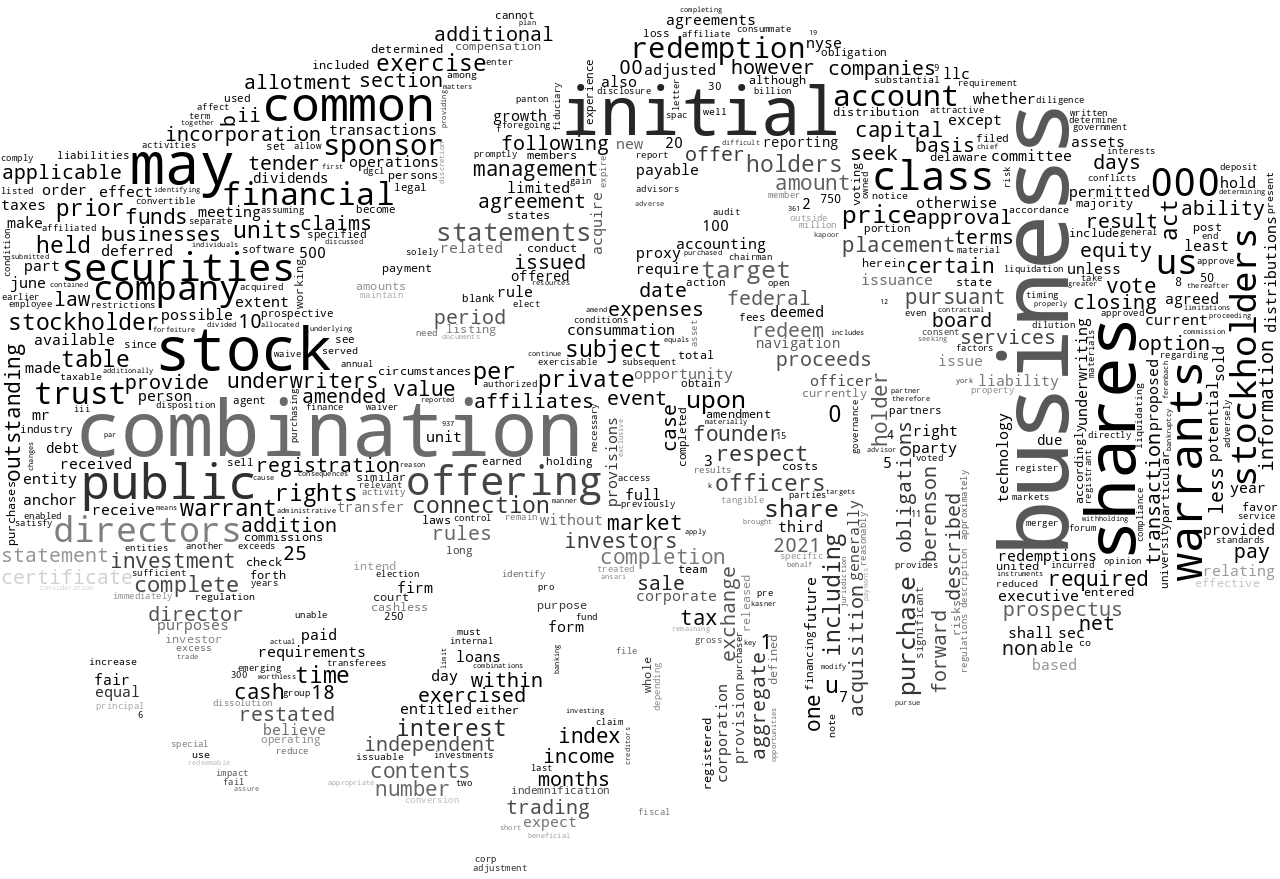 completing
cannot
plan
agreements
additional
loss affiliate consummate
compensation
redemption
19
nyse
determined
obligation
included
exercise
enter
00
adjusted
however
companies
9
llc
allotment
section
among
also
although
substantial
requirement
matters
disclosure
billion
30
used
common
providing
experience
initial
account
whether
diligence
affect
b
ii
panton
letter
well
distribution
attractive
written
term
growth
fiduciary
spac
except
determine
together
foregoing
capital
government
incorporation
transactions
following
new
20
difficult
reporting
basis
filed
assets
activities
set
allow
sponsor
discretion
members
offer
seek
delaware
chief
committee
interests
comply
liabilities
may
tender
operations
promptly
management
expire
report
holders
class
days
conflicts
deposit
applicable
dividends
first
dgcl
persons
limited
gain
payable
advisors
amount
voting
owned
risk
permitted
000
hold
determining
listed
convertible
financial
legal
agreement
adverse
member
2
750
notice
otherwise
majority
present
order
effect
identifying
assuming
become
states
acquire
361
price
approval
accordance
act
ability
taxes
prior
meeting
units
claims
audit
outside
portion
result
make
affiliated
funds
separate
specified
statements
100
million
kapoor
placement
terms
include
general
post
businesses
individuals
discussed
related
conduct
accounting
material
equity
end
held
deferred
software
500
solely
issued
proxy
purchased
chairman
herein
certain
liquidation
unless
us
least
approve
condition
submitted
securities
working
payment
offered
resources
require
target
issuance
state
take
greater
8
50
part
contained
acquired
amounts
rule
action
open
business
vote
thereafter
stockholders
distributions
june
company
maintain
blank
elect
date
federal
12
pursuant
timing
properly
closing
agreed
limitations
earlier
law
extent
prospective
period
amend
expenses
fees
deemed
even
contractual
proceeding
employee
restrictions
possible
10
allocated
need
listing
conditions
asset
redeem
includes
board
dilution
current
commission
stockholder
forfeiture
divided
underlying
documents
consummation
navigation
consent
services
shares
option
available
since
stock
waive
see
continue
equals
proceeds
seeking
materials
regarding
information
outstanding
made
table
served
subject
total
factors
underwriting
proposed
sold
taxable
additionally
annual
circumstances
per
exercisable
subsequent
officer
issue
york
liability
liquidating
ferenbach
trust
provide
underwriters
value
authorized
private
opportunity
currently
property
bankruptcy
potential
mr
person
agent
amended
affiliates
event
obtain
holder
partner
therefore
warrants
adversely
iii
disposition
purchasing
finance
waiver
reported
upon
0
partners
technology
transaction
industry
par
combination
937
necessary
exclusive
case
amendment
materially
governance
due
directly
changes
debt
unit
provisions
completed
founder
15
4
right
accordingly
less
received
sell
registration
reason
earned
holding
respect
advisor
voted
party
register
registrant
particular
year
entity
public
cause
consequences
similar
offering
access
3
results
costs
5
anchor
relevant
full
k
officers
obligations
berenson
approximately
markets
withholding
university
favor
purchases
enabled
receive
means
warrant
administrative
rights
activity
connection
manner
previously
tangible
parties
targets
service
satisfy
directors
commissions
transfer
laws
control
remain
without
market
apply
brought
share
11
merger
forum
compliance
provided
addition
rules
third
standards
statement
entities
another
exceeds
25
long
investors
2021
generally
reasonably
provides
described
redemptions
opinion
pay
investment
check
completion
specific
including
united
incurred
relating
certificate
sufficient
forth
intend
treated
team
behalf
jurisdiction
payments
instruments
required
effective
consideration
complete
years
election
identify
ansari
exchange
acquisition
purchase
reduced
entered
immediately
regulation
firm
pro
sale
released
pre
kasner
future
executive
director
court
cashless
corporate
risks
description
prospectus
purposes
unable
250
purpose
fund
form
tax
purchaser
significant
forward
regulations
net
investor
actual
paid
must
internal
remaining
gross
key
1
defined
modify
shall
sec
excess
requirements
banking
file
financing
non
able
co
trade
increase
emerging
transferees
limit
loans
combinations
whole
depending
aggregate
based
fair
300
worthless
time
day
within
u
7
equal
cash
group
18
exercised
one
pursue
principal
dissolution
entitled
either
investing
corporation
provision
opportunities
note
6
restated
claim
registered
believe
interest
index
creditors
special
operating
independent
use
reduce
issuable
investments
income
redeemable
last
impact
contents
months
fail
appropriate
two
assure
number
indemnification
conversion
trading
fiscal
short
expect
beneficial
corp
adjustment